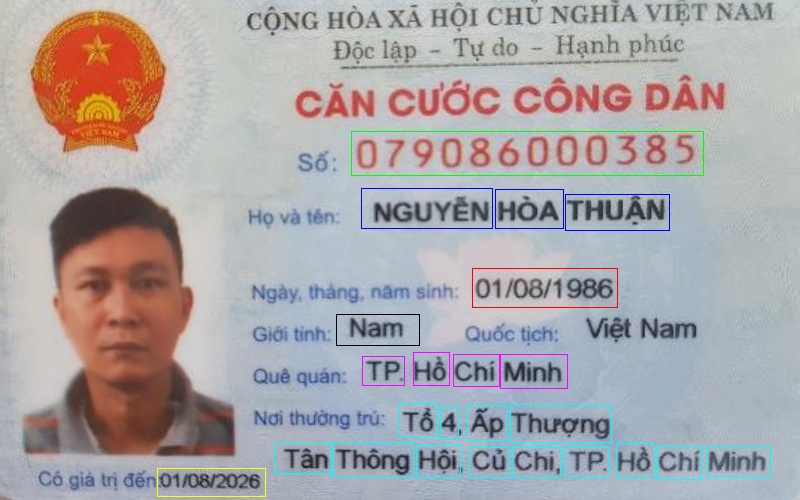 CỘNG HÒA XÃ HỘI CHỦ NGHĨA VIỆT NAM
Độc lập - Tự do - Hạnh phúc
CĂN CƯỚC CÔNG DÂN
Số: 079086000385
Họ và tên: NGUYỄN HÒA THUẬN
Ngày, tháng, năm sinh: 01/08/1986
Giới tính: Nam Quốc tịch: Việt Nam
Quê quán: TP. Hồ Chí Minh
Nơi thường trú: Tổ 4, Ấp Thượng
Tân Thông Hội, Củ Chi, TP. Hồ Chí Minh
Có giá trị đến: 01/08/2026
VIỆT NAM